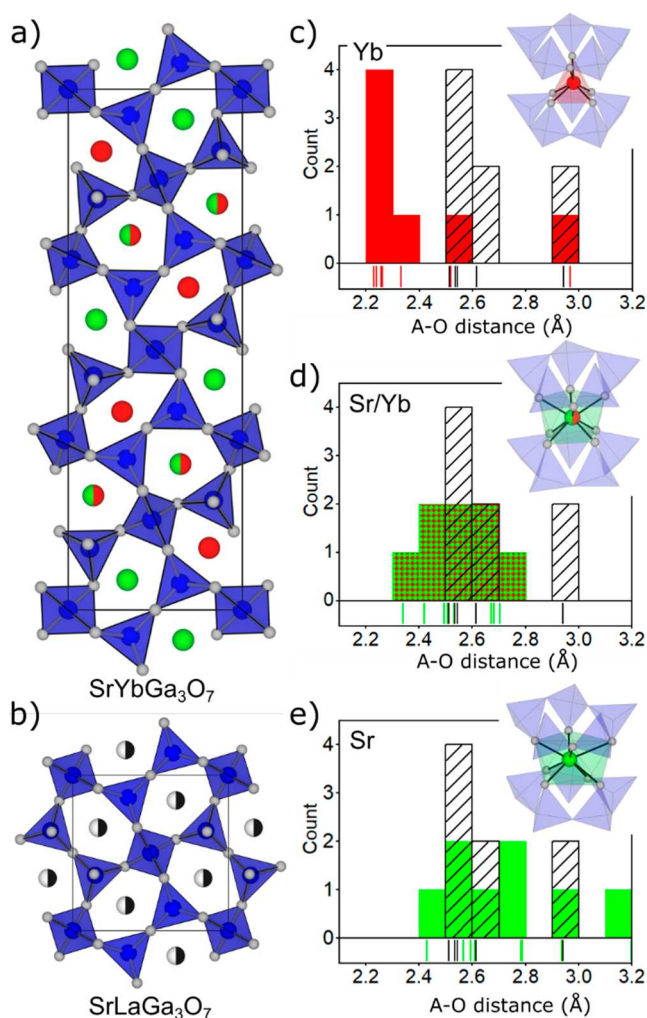 a)
SrYbGa₃O₇
b)
SrLaGa₃O₇
c)
Yb
Count
4
3
2
1
0
2.2 2.4 2.6 2.8 3.0 3.2
A-O distance (Å)
d)
Sr/Yb
Count
4
3
2
1
0
2.2 2.4 2.6 2.8 3.0 3.2
A-O distance (Å)
e)
Sr
Count
4
3
2
1
0
2.2 2.4 2.6 2.8 3.0 3.2
A-O distance (Å)